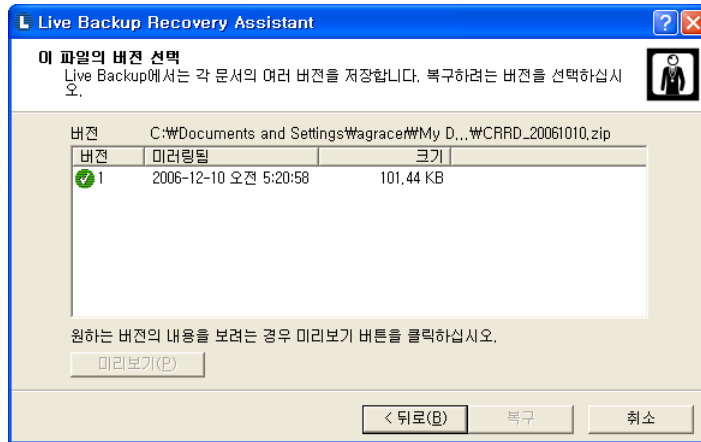 Live Backup Recovery Assistant
이 파일의 버전 선택
Live Backup에서는 각 문서의 여러 버전을 저장합니다. 복구하려는 버전을 선택하십시
오.
버전 C:₩Documents and Settings₩agracer₩My D...₩CRRD_20061010.zip
버전 미러링됨 크기
1 2006-12-10 오전 5:20:58 101.44 KB
원하는 버전의 내용을 보려는 경우 미리보기 버튼을 클릭하십시오.
미리보기(P)
< 뒤로(B) 복구 취소